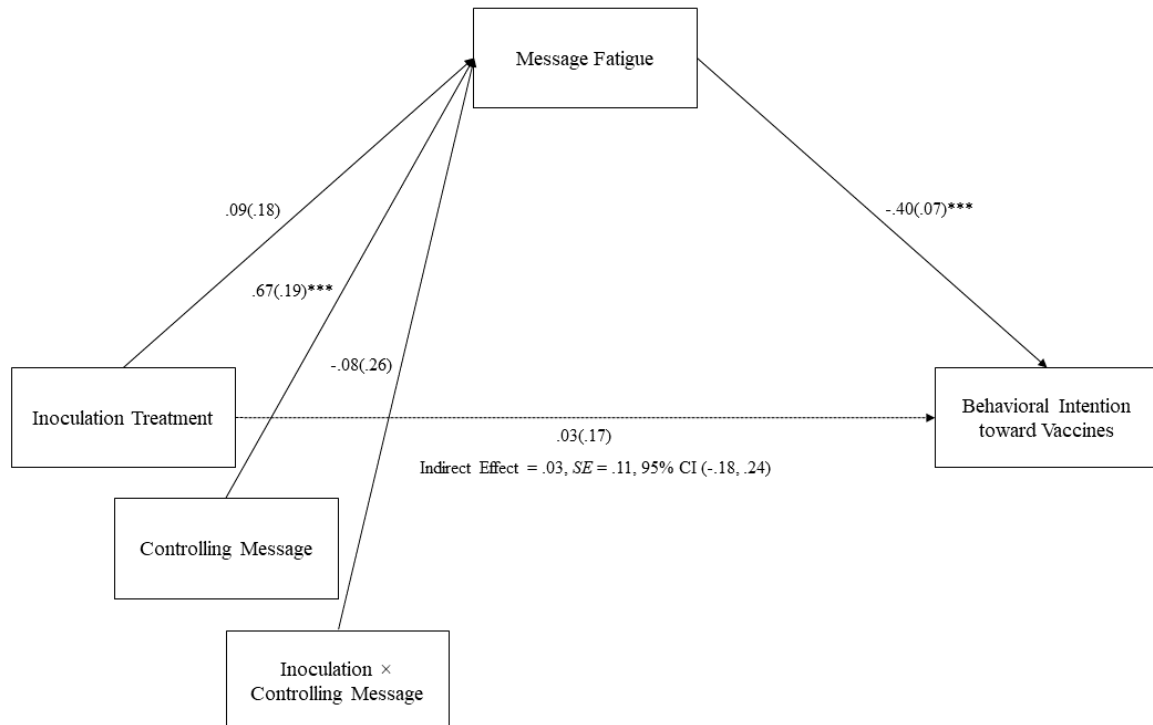 Message Fatigue
.09(.18)
-.40(.07)***
.67(.19)***
-.08(.26)
Inoculation Treatment
Behavioral Intention
toward Vaccines
.03(.17)
Indirect Effect = .03, SE = .11, 95% CI (-.18, .24)
Controlling Message
Inoculation ×
Controlling Message